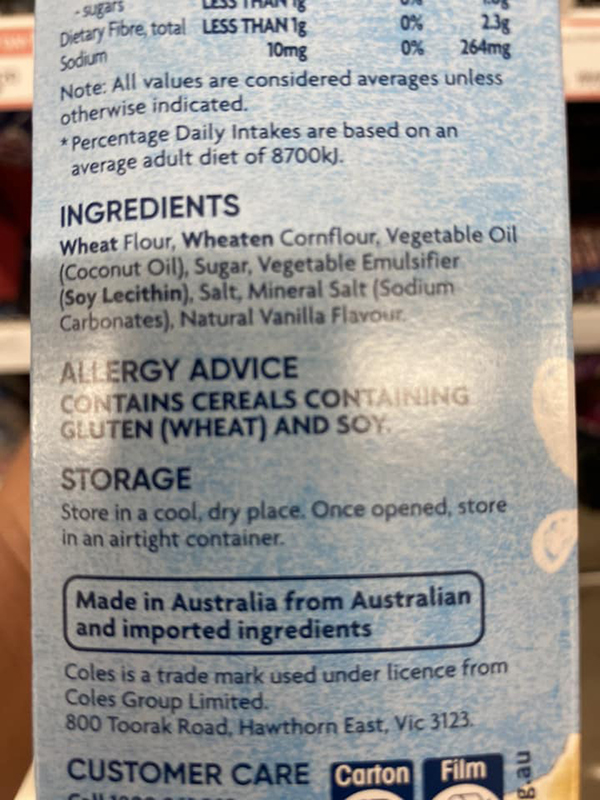 - sugars LESS THAN 1g 0%
Dietary Fibre, total LESS THAN 1g 0% 2.3g
Sodium 10mg 0% 264mg
Note: All values are considered averages unless
otherwise indicated.
* Percentage Daily Intakes are based on an
average adult diet of 8700kJ.
INGREDIENTS
Wheat Flour, Wheaten Cornflour, Vegetable Oil
(Coconut Oil), Sugar, Vegetable Emulsifier
(Soy Lecithin), Salt, Mineral Salt (Sodium
Carbonates), Natural Vanilla Flavour.
ALLERGY ADVICE
CONTAINS CEREALS CONTAINING
GLUTEN (WHEAT) AND SOY.
STORAGE
Store in a cool, dry place. Once opened, store
in an airtight container.
Made in Australia from Australian
and imported ingredients
Coles is a trade mark used under licence from
Coles Group Limited.
800 Toorak Road, Hawthorn East, Vic 3123.
CUSTOMER CARE
Carton Film
g.au